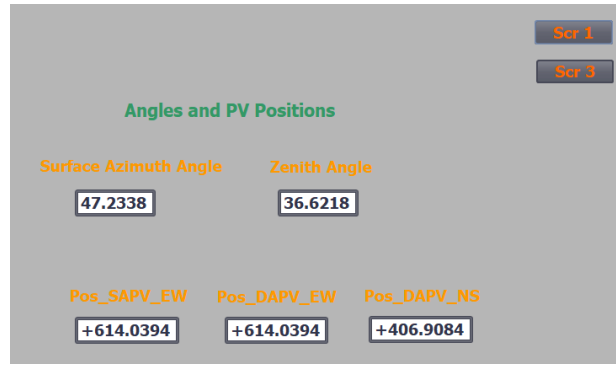 Scr 1
Scr 3
Angles and PV Positions
Surface Azimuth Angle Zenith Angle
47.2338 36.6218
Pos_SAPV_EW Pos_DAPV_EW Pos_DAPV_NS
+614.0394 +614.0394 +406.9084